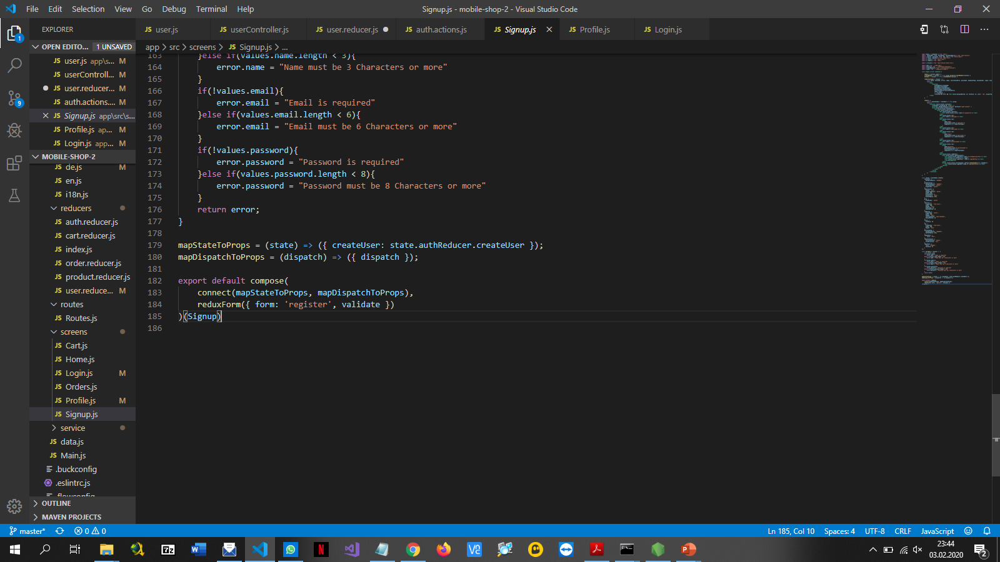 File Edit Selection View Go Debug Terminal Help
Signup.js - mobile-shop-2 - Visual Studio Code
EXPLORER
JS user.js
JS userController.js
JS user.reducer.js
JS auth.actions.js
JS Signup.js
JS Profile.js
JS Login.js
OPEN EDITO... 1 UNSAVED
app > src > screens > JS Signup.js > ...
JS user.js app\s... M
JS userControll... M
JS user.reducer... M
JS auth.actions.... M
JS Signup.js app\src\s...
JS Profile.js ap... M
JS Login.js app... M
MOBILE-SHOP-2
JS de.js M
JS en.js
JS i18n.js
reducers
JS auth.reducer.js
JS cart.reducer.js
JS index.js
JS order.reducer.js
JS product.reducer.js
JS user.reduce... M
routes
JS Routes.js
screens
JS Cart.js
JS Home.js
JS Login.js M
JS Orders.js
JS Profile.js M
JS Signup.js
service
JS data.js
JS Main.js
.buckconfig
.eslintrc.js
.flowconfig
OUTLINE
MAVEN PROJECTS
1
9
163 }else if(values.name.length < 3){
164 error.name = "Name must be 3 Characters or more"
165 }
166 if(!values.email){
167 error.email = "Email is required"
168 }else if(values.email.length < 6){
169 error.email = "Email must be 6 Characters or more"
170 }
171 if(!values.password){
172 error.password = "Password is required"
173 }else if(values.password.length < 8){
174 error.password = "Password must be 8 Characters or more"
175 }
176 return error;
177 }
178
179 mapStateToProps = (state) => ({ createUser: state.authReducer.createUser });
180 mapDispatchToProps = (dispatch) => ({ dispatch });
181
182 export default compose(
183 connect(mapStateToProps, mapDispatchToProps),
184 reduxForm({ form: 'register', validate })
185 )(Signup)
186
master* 0 0
Ln 185, Col 10 Spaces: 4 UTF-8 CRLF JavaScript
23:44
03.02.2020
2